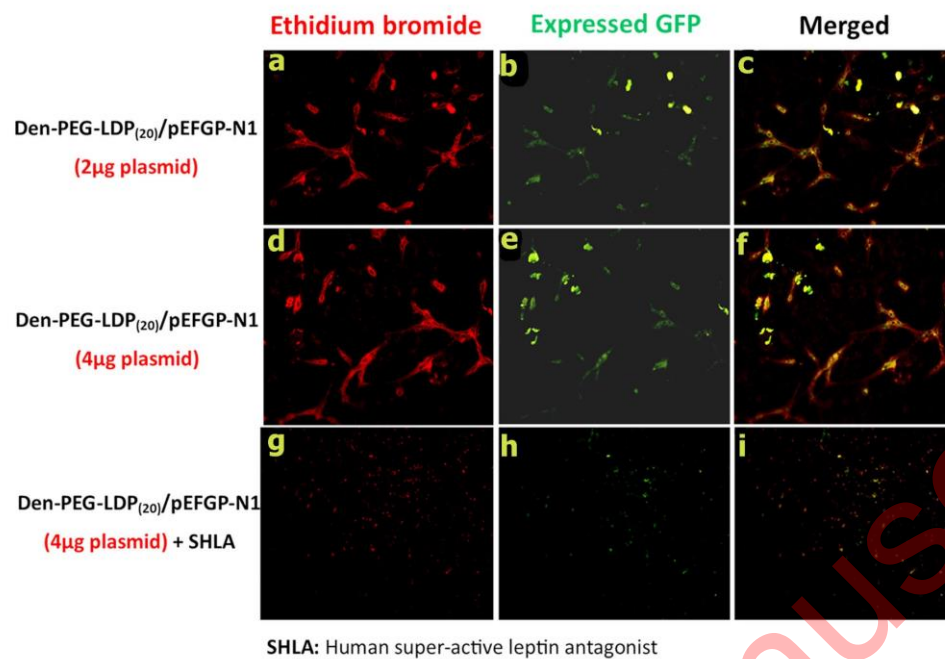 Ethidium bromide Expressed GFP Merged
a b c
Den-PEG-LDP(20)/pEFGP-N1
(2µg plasmid)
d e f
Den-PEG-LDP(20)/pEFGP-N1
(4µg plasmid)
g h i
Den-PEG-LDP(20)/pEFGP-N1
(4µg plasmid) + SHLA
SHLA: Human super-active leptin antagonist